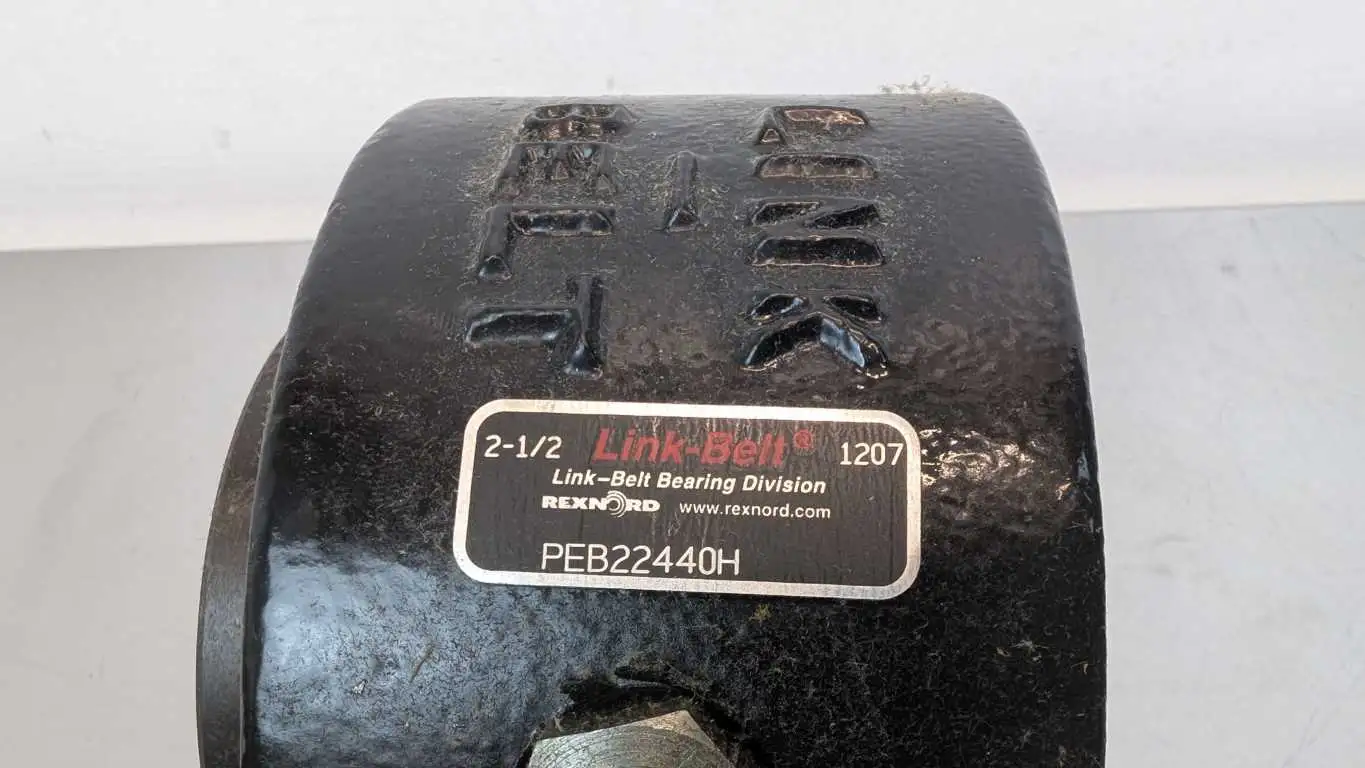 LINK-
BELT
2-1/2 Link-Belt® 1207
Link-Belt Bearing Division
REXNORD www.rexnord.com
PEB22440H